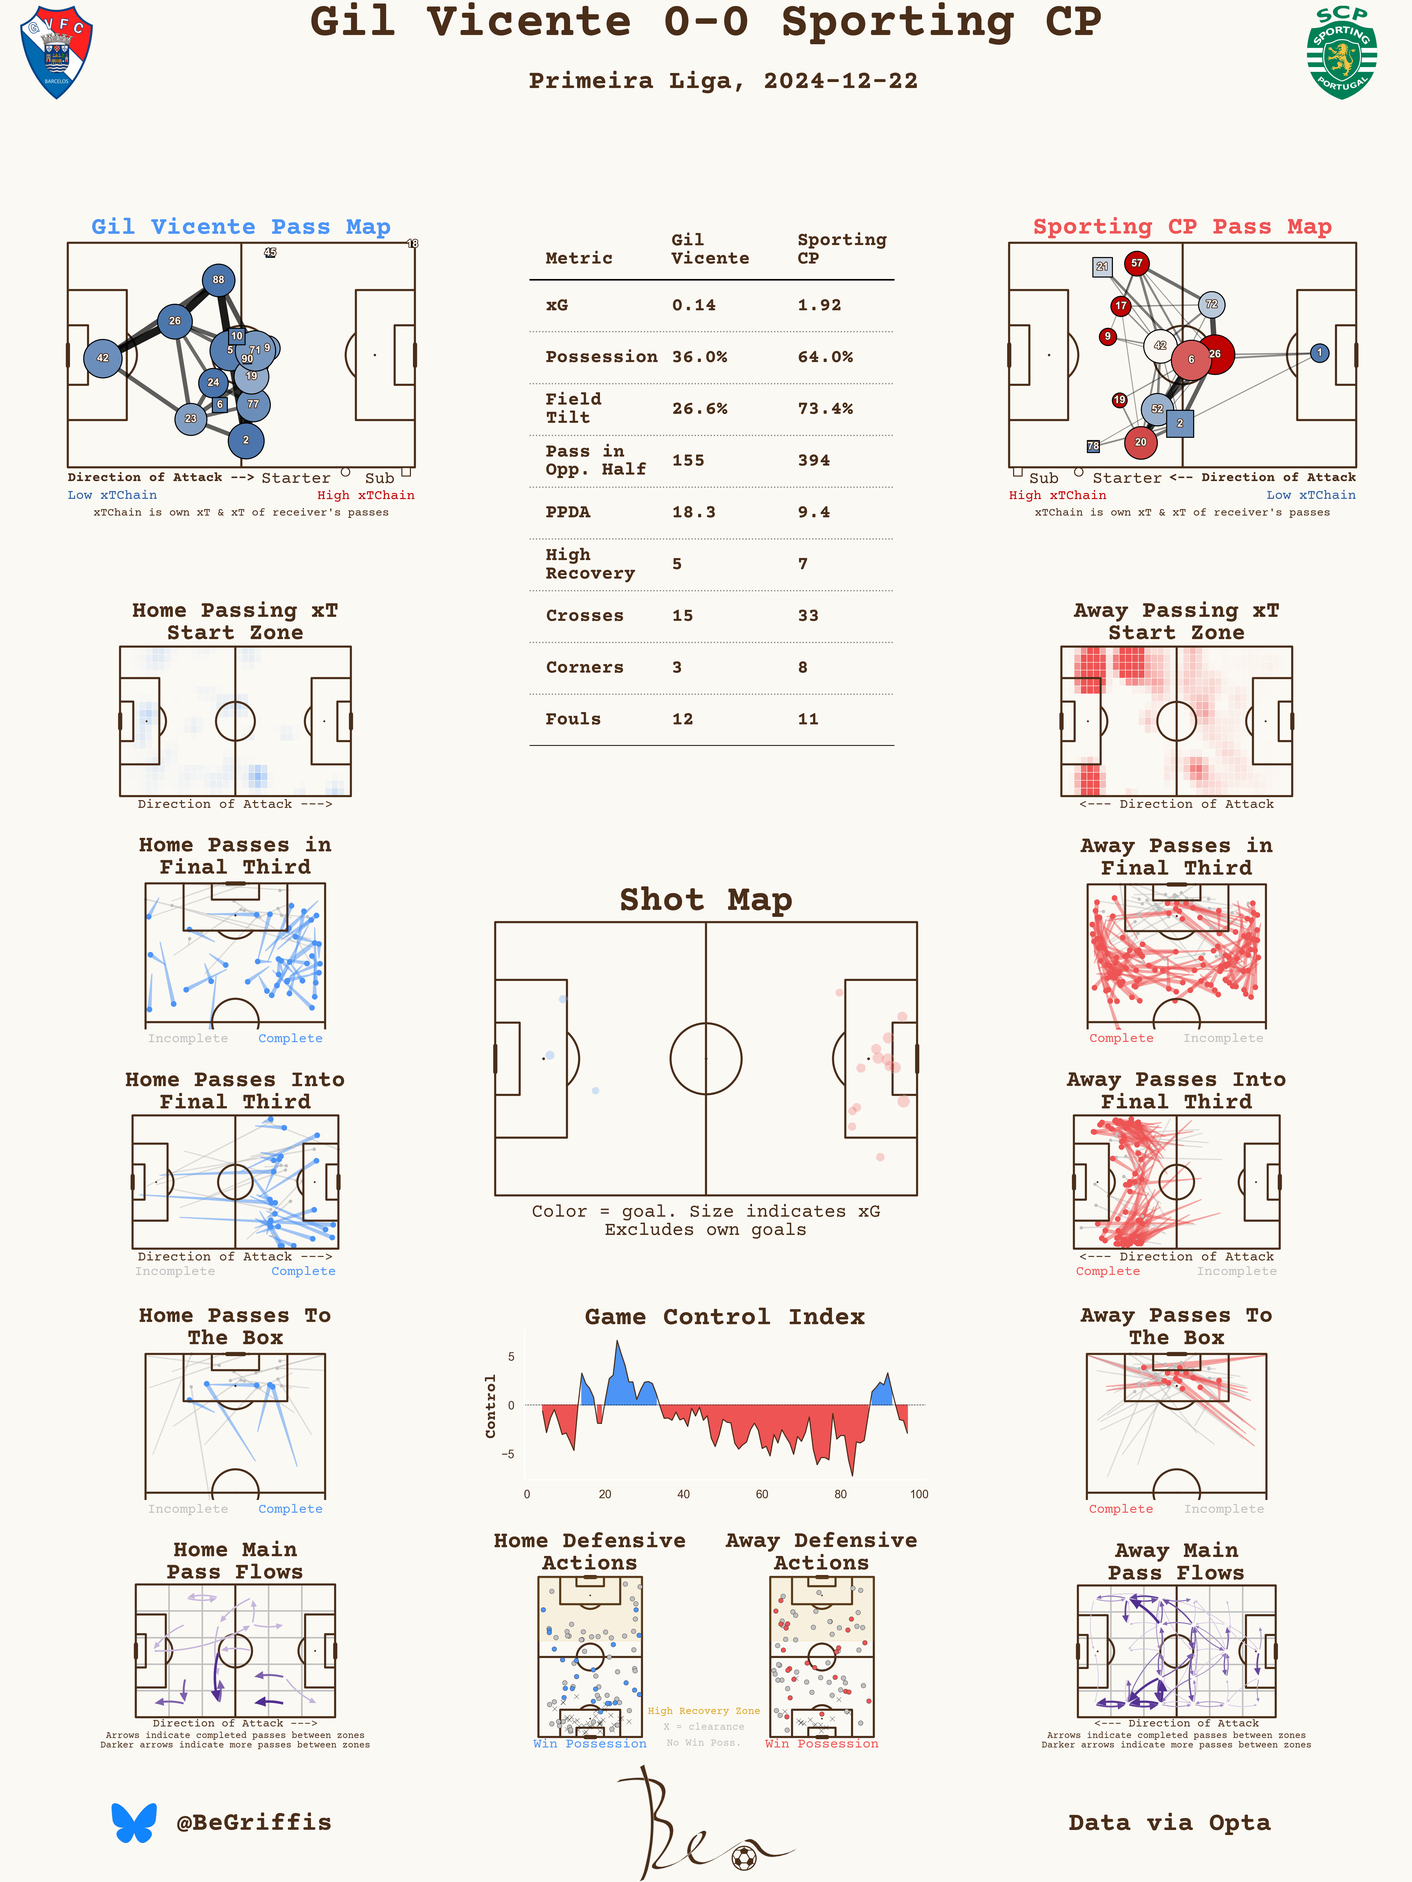 Gil Vicente 0-0 Sporting CP
Primeira Liga, 2024-12-22
G V F C
BARCELOS
SCP
SPORTING
PORTUGAL
Gil Vicente Pass Map
18
45
88
26
10
42
5
71
9
90
24
19
6
77
23
2
Direction of Attack --> Starter Sub
Low xTChain High xTChain
xTChain is own xT & xT of receiver's passes
Metric Gil Vicente Sporting CP
xG 0.14 1.92
Possession 36.0% 64.0%
Field Tilt 26.6% 73.4%
Pass in Opp. Half 155 394
PPDA 18.3 9.4
High Recovery 5 7
Crosses 15 33
Corners 3 8
Fouls 12 11
Sporting CP Pass Map
21
57
17
72
9
42
6
26
1
19
52
2
78
20
Sub Starter <-- Direction of Attack
High xTChain Low xTChain
xTChain is own xT & xT of receiver's passes
Home Passing xT
Start Zone
Direction of Attack --->
Away Passing xT
Start Zone
<--- Direction of Attack
Home Passes in
Final Third
Incomplete Complete
Away Passes in
Final Third
Complete Incomplete
Shot Map
Color = goal. Size indicates xG
Excludes own goals
Home Passes Into
Final Third
Direction of Attack --->
Incomplete Complete
Away Passes Into
Final Third
<--- Direction of Attack
Complete Incomplete
Home Passes To
The Box
Incomplete Complete
Game Control Index
Control
5
0
−5
0 20 40 60 80 100
Away Passes To
The Box
Complete Incomplete
Home Main
Pass Flows
Direction of Attack --->
Arrows indicate completed passes between zones
Darker arrows indicate more passes between zones
Home Defensive
Actions
Win Possession
Away Defensive
Actions
Win Possession
High Recovery Zone
X = clearance
No Win Poss.
Away Main
Pass Flows
<--- Direction of Attack
Arrows indicate completed passes between zones
Darker arrows indicate more passes between zones
@BeGriffis
Ben
Data via Opta